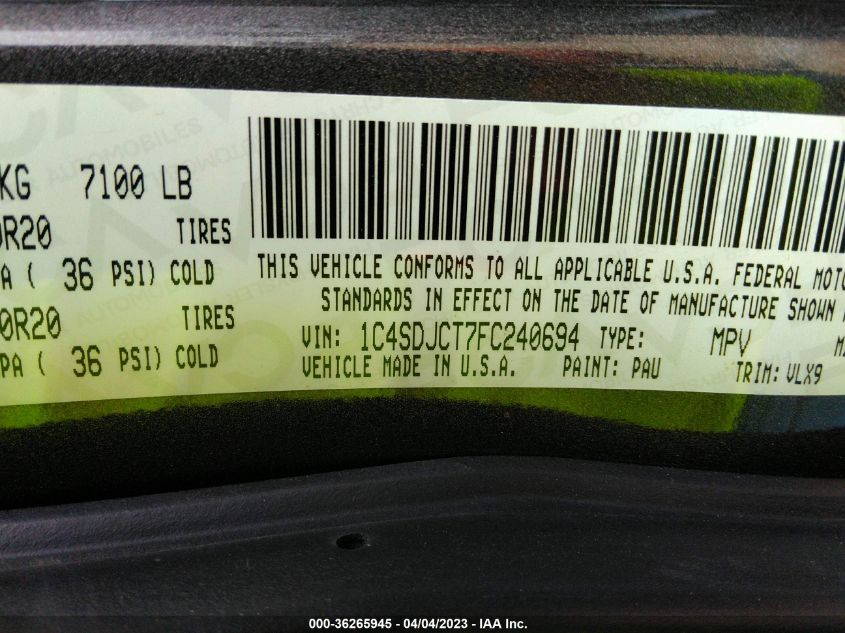 KG 7100 LB
0R20 TIRES
PA ( 36 PSI) COLD
0R20 TIRES
PA ( 36 PSI) COLD
THIS VEHICLE CONFORMS TO ALL APPLICABLE U.S.A. FEDERAL MOTO
STANDARDS IN EFFECT ON THE DATE OF MANUFACTURE SHOWN
VIN: 1C4SDJCT7FC240694 TYPE: MPV
VEHICLE MADE IN U.S.A. PAINT: PAU TRIM: VLX9
000-36265945 - 04/04/2023 - IAA Inc.